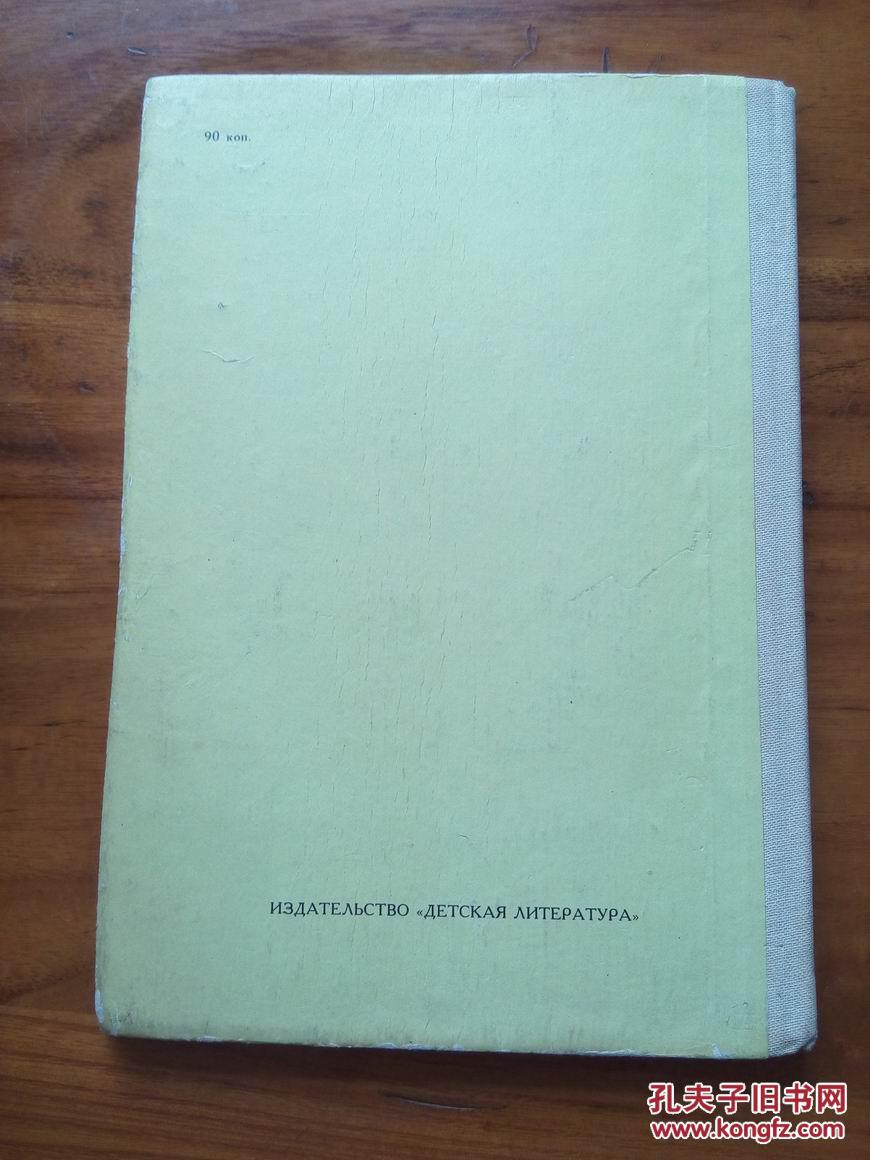 90 коп.
ИЗДАТЕЛЬСТВО «ДЕТСКАЯ ЛИТЕРАТУРА»
孔夫子旧书网
www.kongfz.com